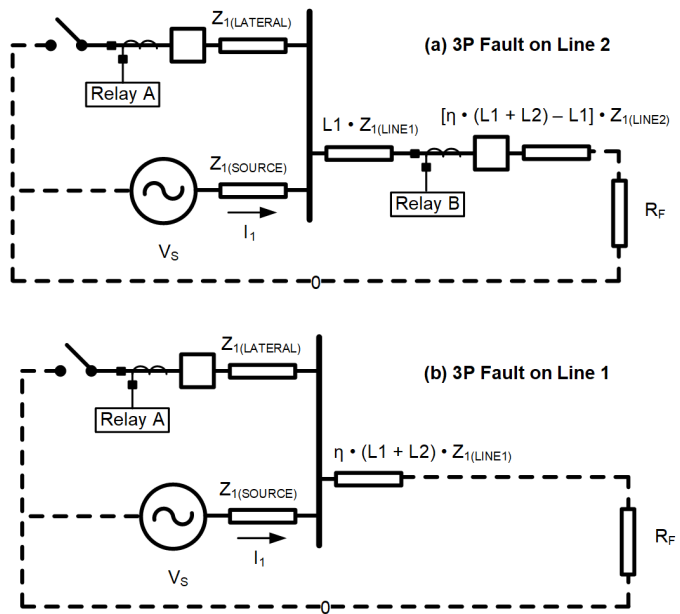 Z1(LATERAL)
(a) 3P Fault on Line 2
Relay A
L1 • Z1(LINE1)
[η • (L1 + L2) – L1] • Z1(LINE2)
Z1(SOURCE)
Relay B
RF
I1
VS
0
Z1(LATERAL)
(b) 3P Fault on Line 1
Relay A
η • (L1 + L2) • Z1(LINE1)
Z1(SOURCE)
RF
I1
VS
0